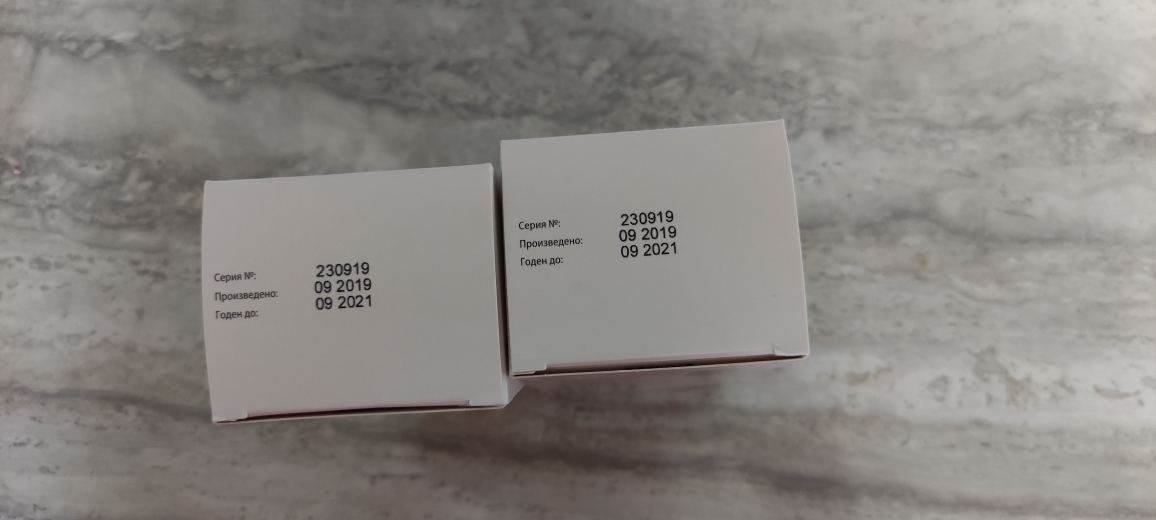 Серия №: 230919
Произведено: 09 2019
Годен до: 09 2021
Серия №: 230919
Произведено: 09 2019
Годен до: 09 2021